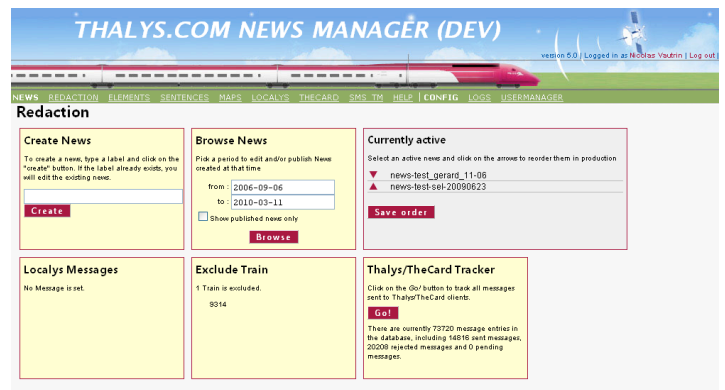 THALYS.COM NEWS MANAGER (DEV)
version 5.0 | Logged in as Nicolas Vautrin | Log out |
NEWS REDACTION ELEMENTS SENTENCES MAPS LOCALYS THECARD SMS TM HELP | CONFIG LOGS USERMANAGER
Redaction
Create News
To create a news, type a label and click on the
"create" button. If the label already exists, you
will edit the existing news.
Create
Browse News
Pick a period to edit and/or publish News
created at that time
from : 2006-09-06
to : 2010-03-11
Show published news only
Browse
Currently active
Select an active news and click on the arrows to reorder them in production
news-test_gerard_11-06
news-test-sel-20090623
Save order
Localys Messages
No Message is set.
Exclude Train
1 Train is excluded.
9314
Thalys/TheCard Tracker
Click on the Go! button to track all messages
sent to Thalys/TheCard clients.
Go!
There are currently 73720 message entries in
the database, including 14816 sent messages,
20208 rejected messages and 0 pending
messages.